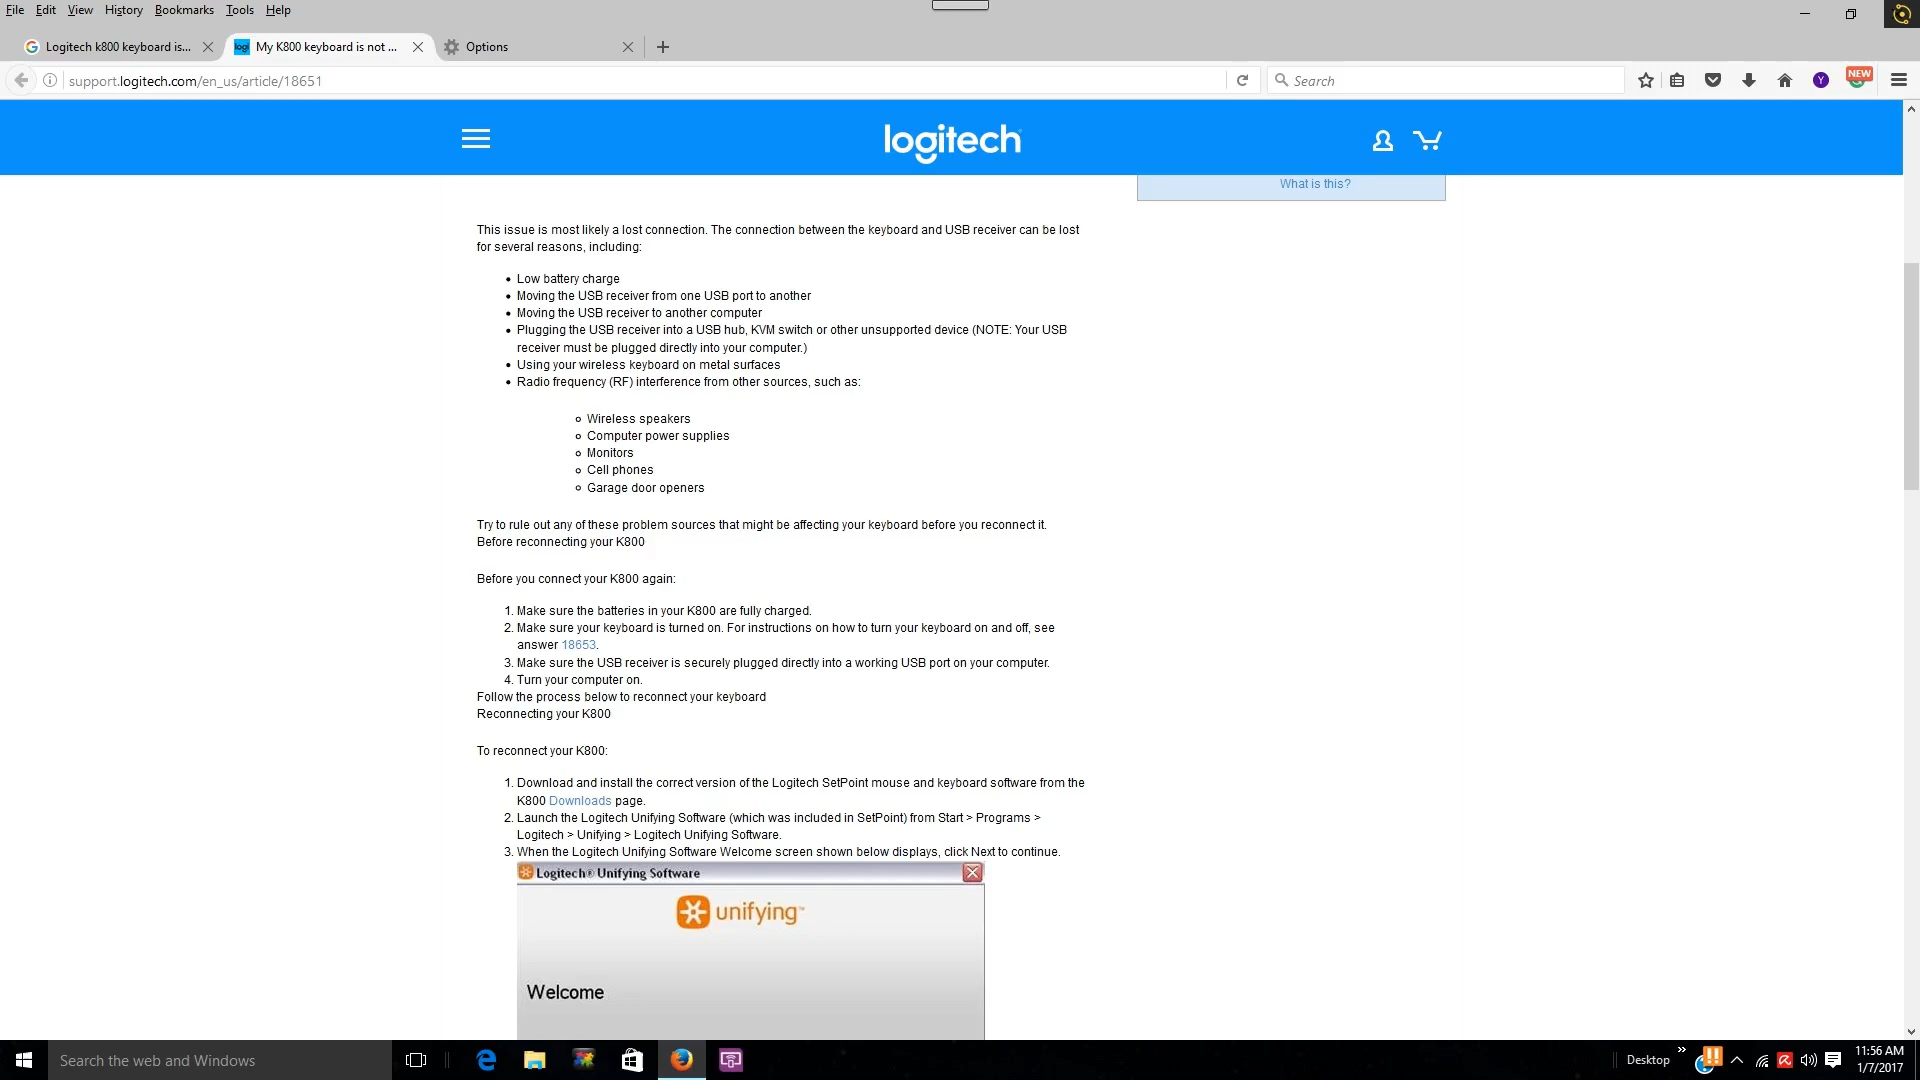 File Edit View History Bookmarks Tools Help
Logitech k800 keyboard is...
My K800 keyboard is not ...
Options
support.logitech.com/en_us/article/18651
Search
Y
NEW
logitech
What is this?
This issue is most likely a lost connection. The connection between the keyboard and USB receiver can be lost
for several reasons, including:
• Low battery charge
• Moving the USB receiver from one USB port to another
• Moving the USB receiver to another computer
• Plugging the USB receiver into a USB hub, KVM switch or other unsupported device (NOTE: Your USB
receiver must be plugged directly into your computer.)
• Using your wireless keyboard on metal surfaces
• Radio frequency (RF) interference from other sources, such as:
Wireless speakers
Computer power supplies
Monitors
Cell phones
Garage door openers
Try to rule out any of these problem sources that might be affecting your keyboard before you reconnect it.
Before reconnecting your K800
Before you connect your K800 again:
1. Make sure the batteries in your K800 are fully charged.
2. Make sure your keyboard is turned on. For instructions on how to turn your keyboard on and off, see
answer 18653.
3. Make sure the USB receiver is securely plugged directly into a working USB port on your computer.
4. Turn your computer on.
Follow the process below to reconnect your keyboard
Reconnecting your K800
To reconnect your K800:
1. Download and install the correct version of the Logitech SetPoint mouse and keyboard software from the
K800 Downloads page.
2. Launch the Logitech Unifying Software (which was included in SetPoint) from Start > Programs >
Logitech > Unifying > Logitech Unifying Software.
3. When the Logitech Unifying Software Welcome screen shown below displays, click Next to continue.
Logitech® Unifying Software
unifying™
Welcome
Search the web and Windows
Desktop
11:56 AM
1/7/2017